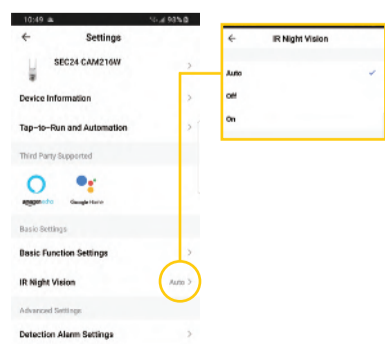 10:49
93%
Settings
SEC24 CAM216W
Device Information
Tap-to-Run and Automation
Third Party Supported
amazon echo
Google Home
Basic Settings
Basic Function Settings
IR Night Vision
Auto
Advanced Settings
Detection Alarm Settings
IR Night Vision
Auto
Off
On